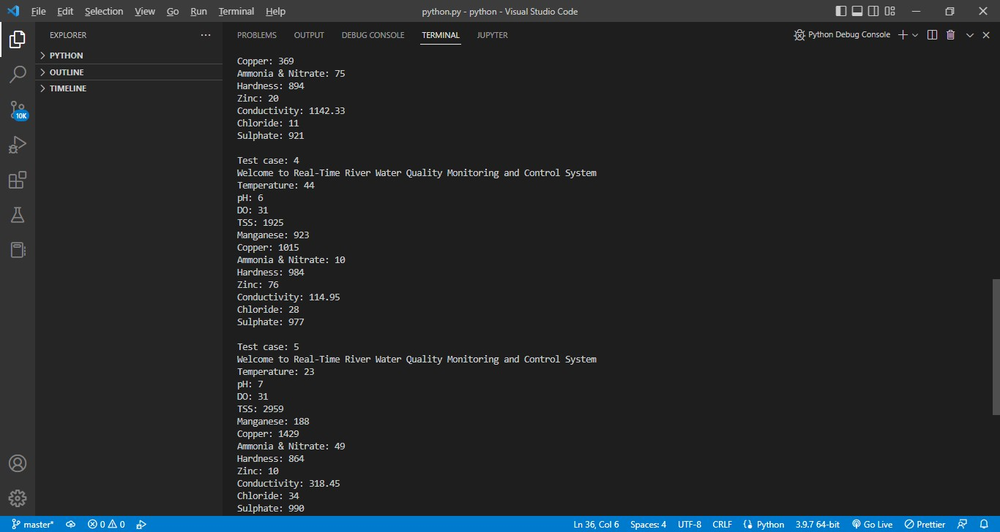 File Edit Selection View Go Run Terminal Help python.py - python - Visual Studio Code
EXPLORER
PYTHON
OUTLINE
TIMELINE
10K
PROBLEMS OUTPUT DEBUG CONSOLE TERMINAL JUPYTER Python Debug Console
Copper: 369
Ammonia & Nitrate: 75
Hardness: 894
Zinc: 20
Conductivity: 1142.33
Chloride: 11
Sulphate: 921
Test case: 4
Welcome to Real-Time River Water Quality Monitoring and Control System
Temperature: 44
pH: 6
DO: 31
TSS: 1925
Manganese: 923
Copper: 1015
Ammonia & Nitrate: 10
Hardness: 984
Zinc: 76
Conductivity: 114.95
Chloride: 28
Sulphate: 977
Test case: 5
Welcome to Real-Time River Water Quality Monitoring and Control System
Temperature: 23
pH: 7
DO: 31
TSS: 2959
Manganese: 188
Copper: 1429
Ammonia & Nitrate: 49
Hardness: 864
Zinc: 10
Conductivity: 318.45
Chloride: 34
Sulphate: 990
master* 0 0 Ln 36, Col 6 Spaces: 4 UTF-8 CRLF Python 3.9.7 64-bit Go Live Prettier